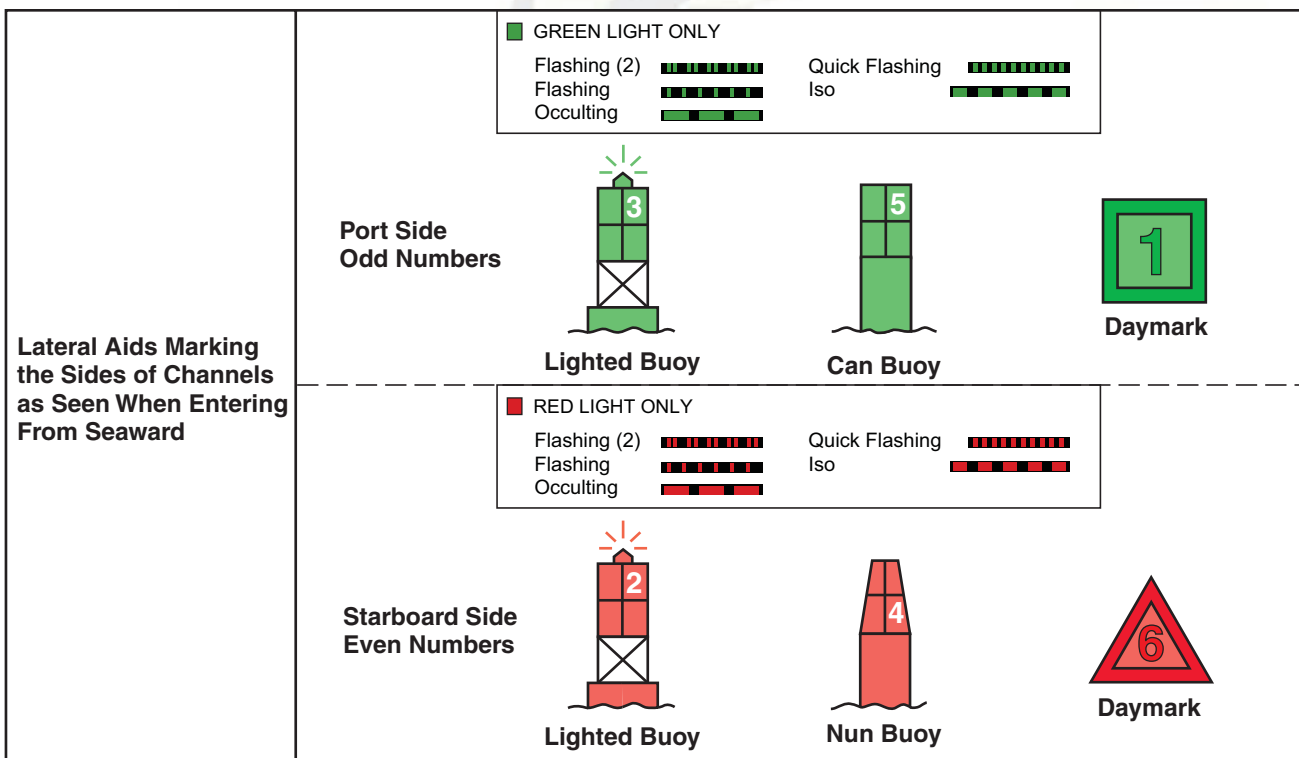 GREEN LIGHT ONLY
Flashing (2)
Quick Flashing
Flashing
Iso
Occulting
3
5
1
Port Side
Odd Numbers
Lighted Buoy
Can Buoy
Daymark
Lateral Aids Marking
the Sides of Channels
as Seen When Entering
From Seaward
RED LIGHT ONLY
Flashing (2)
Quick Flashing
Flashing
Iso
Occulting
2
4
6
Starboard Side
Even Numbers
Lighted Buoy
Nun Buoy
Daymark